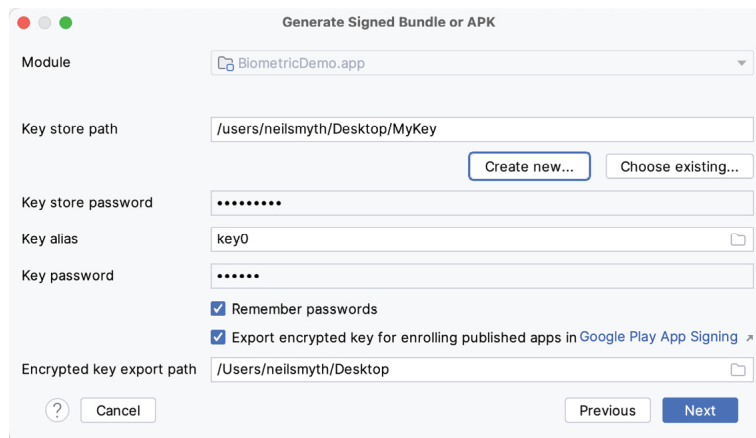 Generate Signed Bundle or APK
Module BiometricDemo.app
Key store path /users/neilsmyth/Desktop/MyKey
Create new... Choose existing...
Key store password •••••••••
Key alias key0
Key password ••••••
Remember passwords
Export encrypted key for enrolling published apps in Google Play App Signing ↗
Encrypted key export path /Users/neilsmyth/Desktop
? Cancel Previous Next